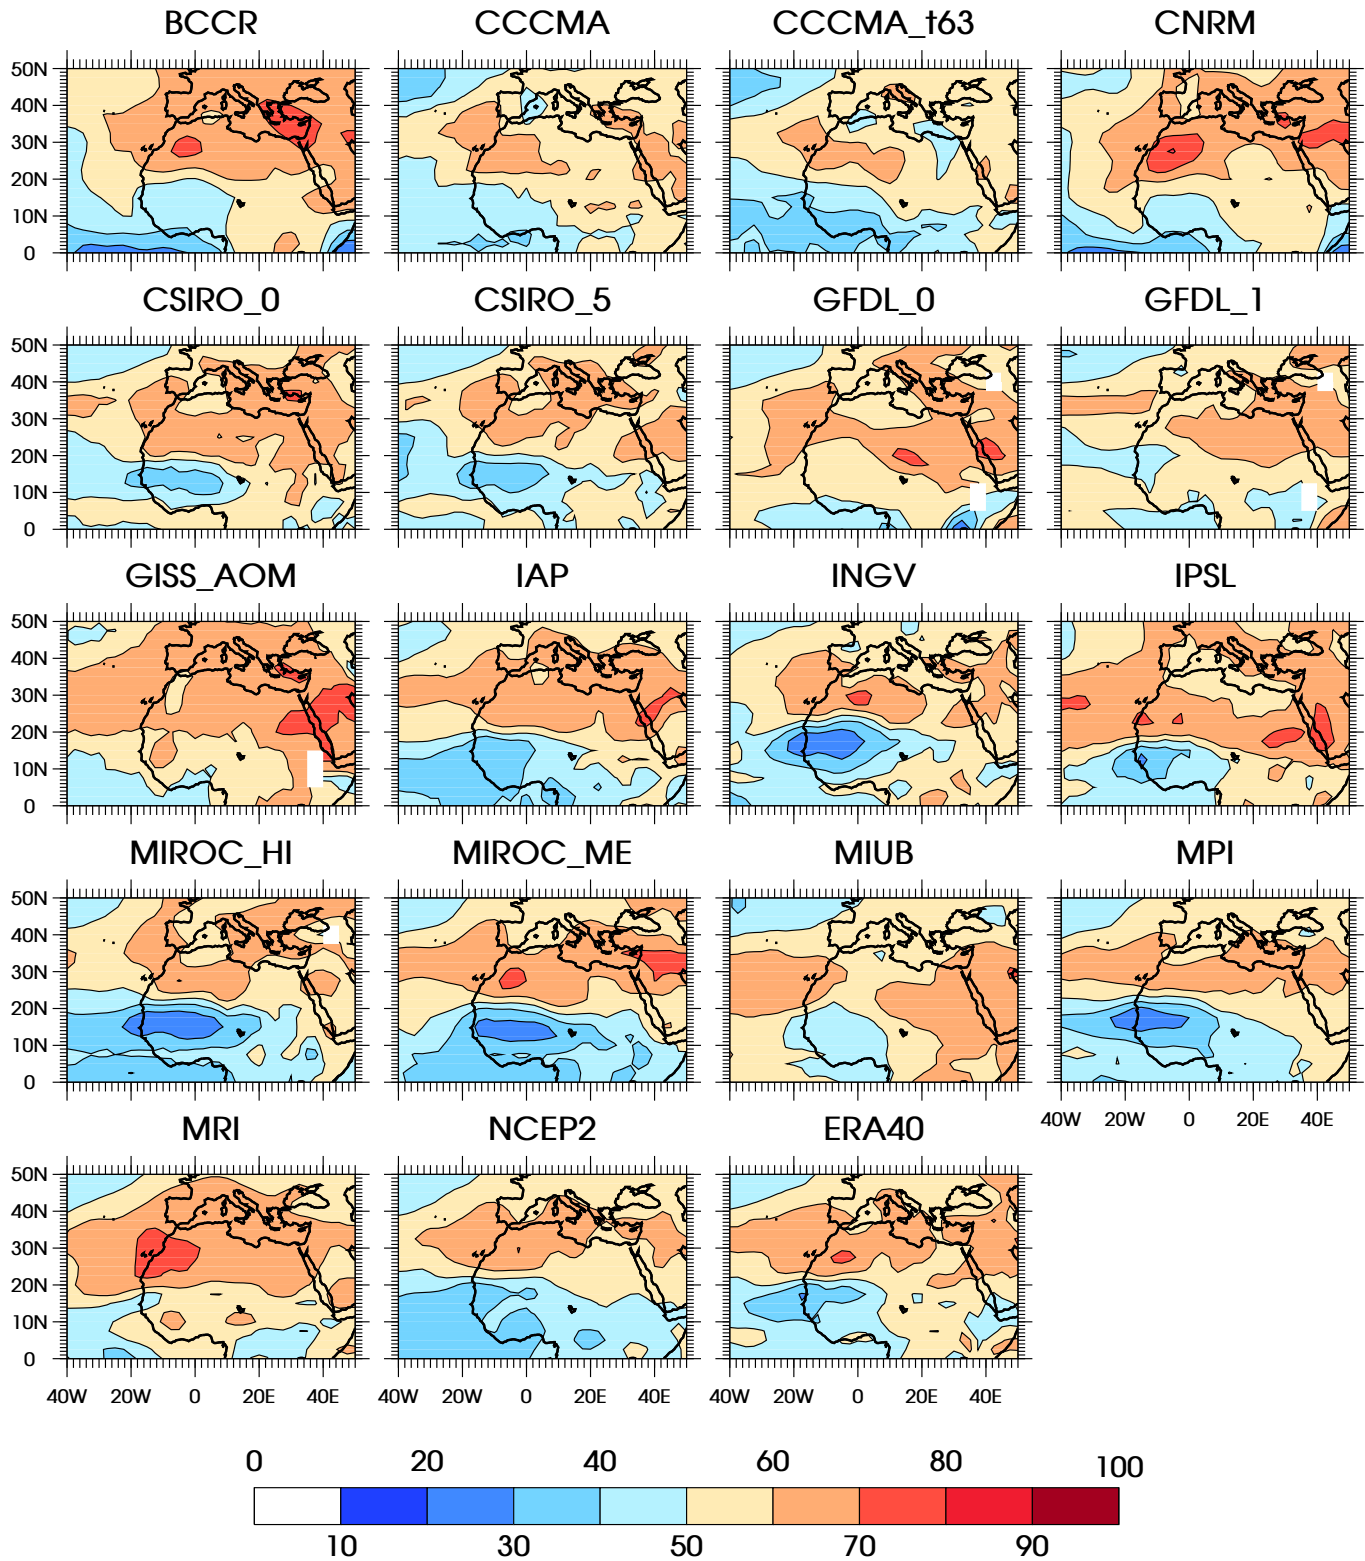 BCCR CCCMA CCCMA_t63 CNRM
50N
40N
30N
20N
10N
0
CSIRO_0 CSIRO_5 GFDL_0 GFDL_1
50N
40N
30N
20N
10N
0
GISS_AOM IAP INGV IPSL
50N
40N
30N
20N
10N
0
MIROC_HI MIROC_ME MIUB MPI
50N
40N
30N
20N
10N
0
40W 20W 0 20E 40E
MRI NCEP2 ERA40
50N
40N
30N
20N
10N
0
40W 20W 0 20E 40E 40W 20W 0 20E 40E 40W 20W 0 20E 40E
0 20 40 60 80 100
10 30 50 70 90